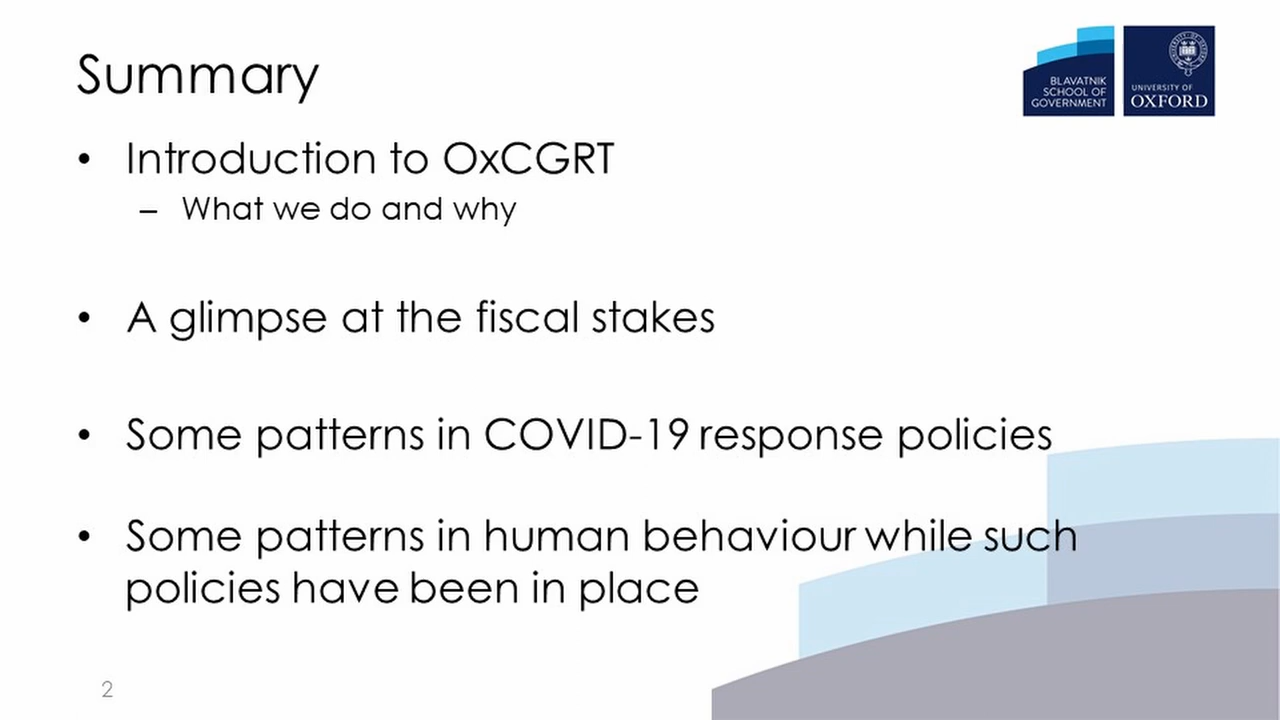 Summary
BLAVATNIK
SCHOOL OF
GOVERNMENT
UNIVERSITY OF
OXFORD
• Introduction to OxCGRT
– What we do and why
• A glimpse at the fiscal stakes
• Some patterns in COVID-19 response policies
• Some patterns in human behaviour while such
policies have been in place
2